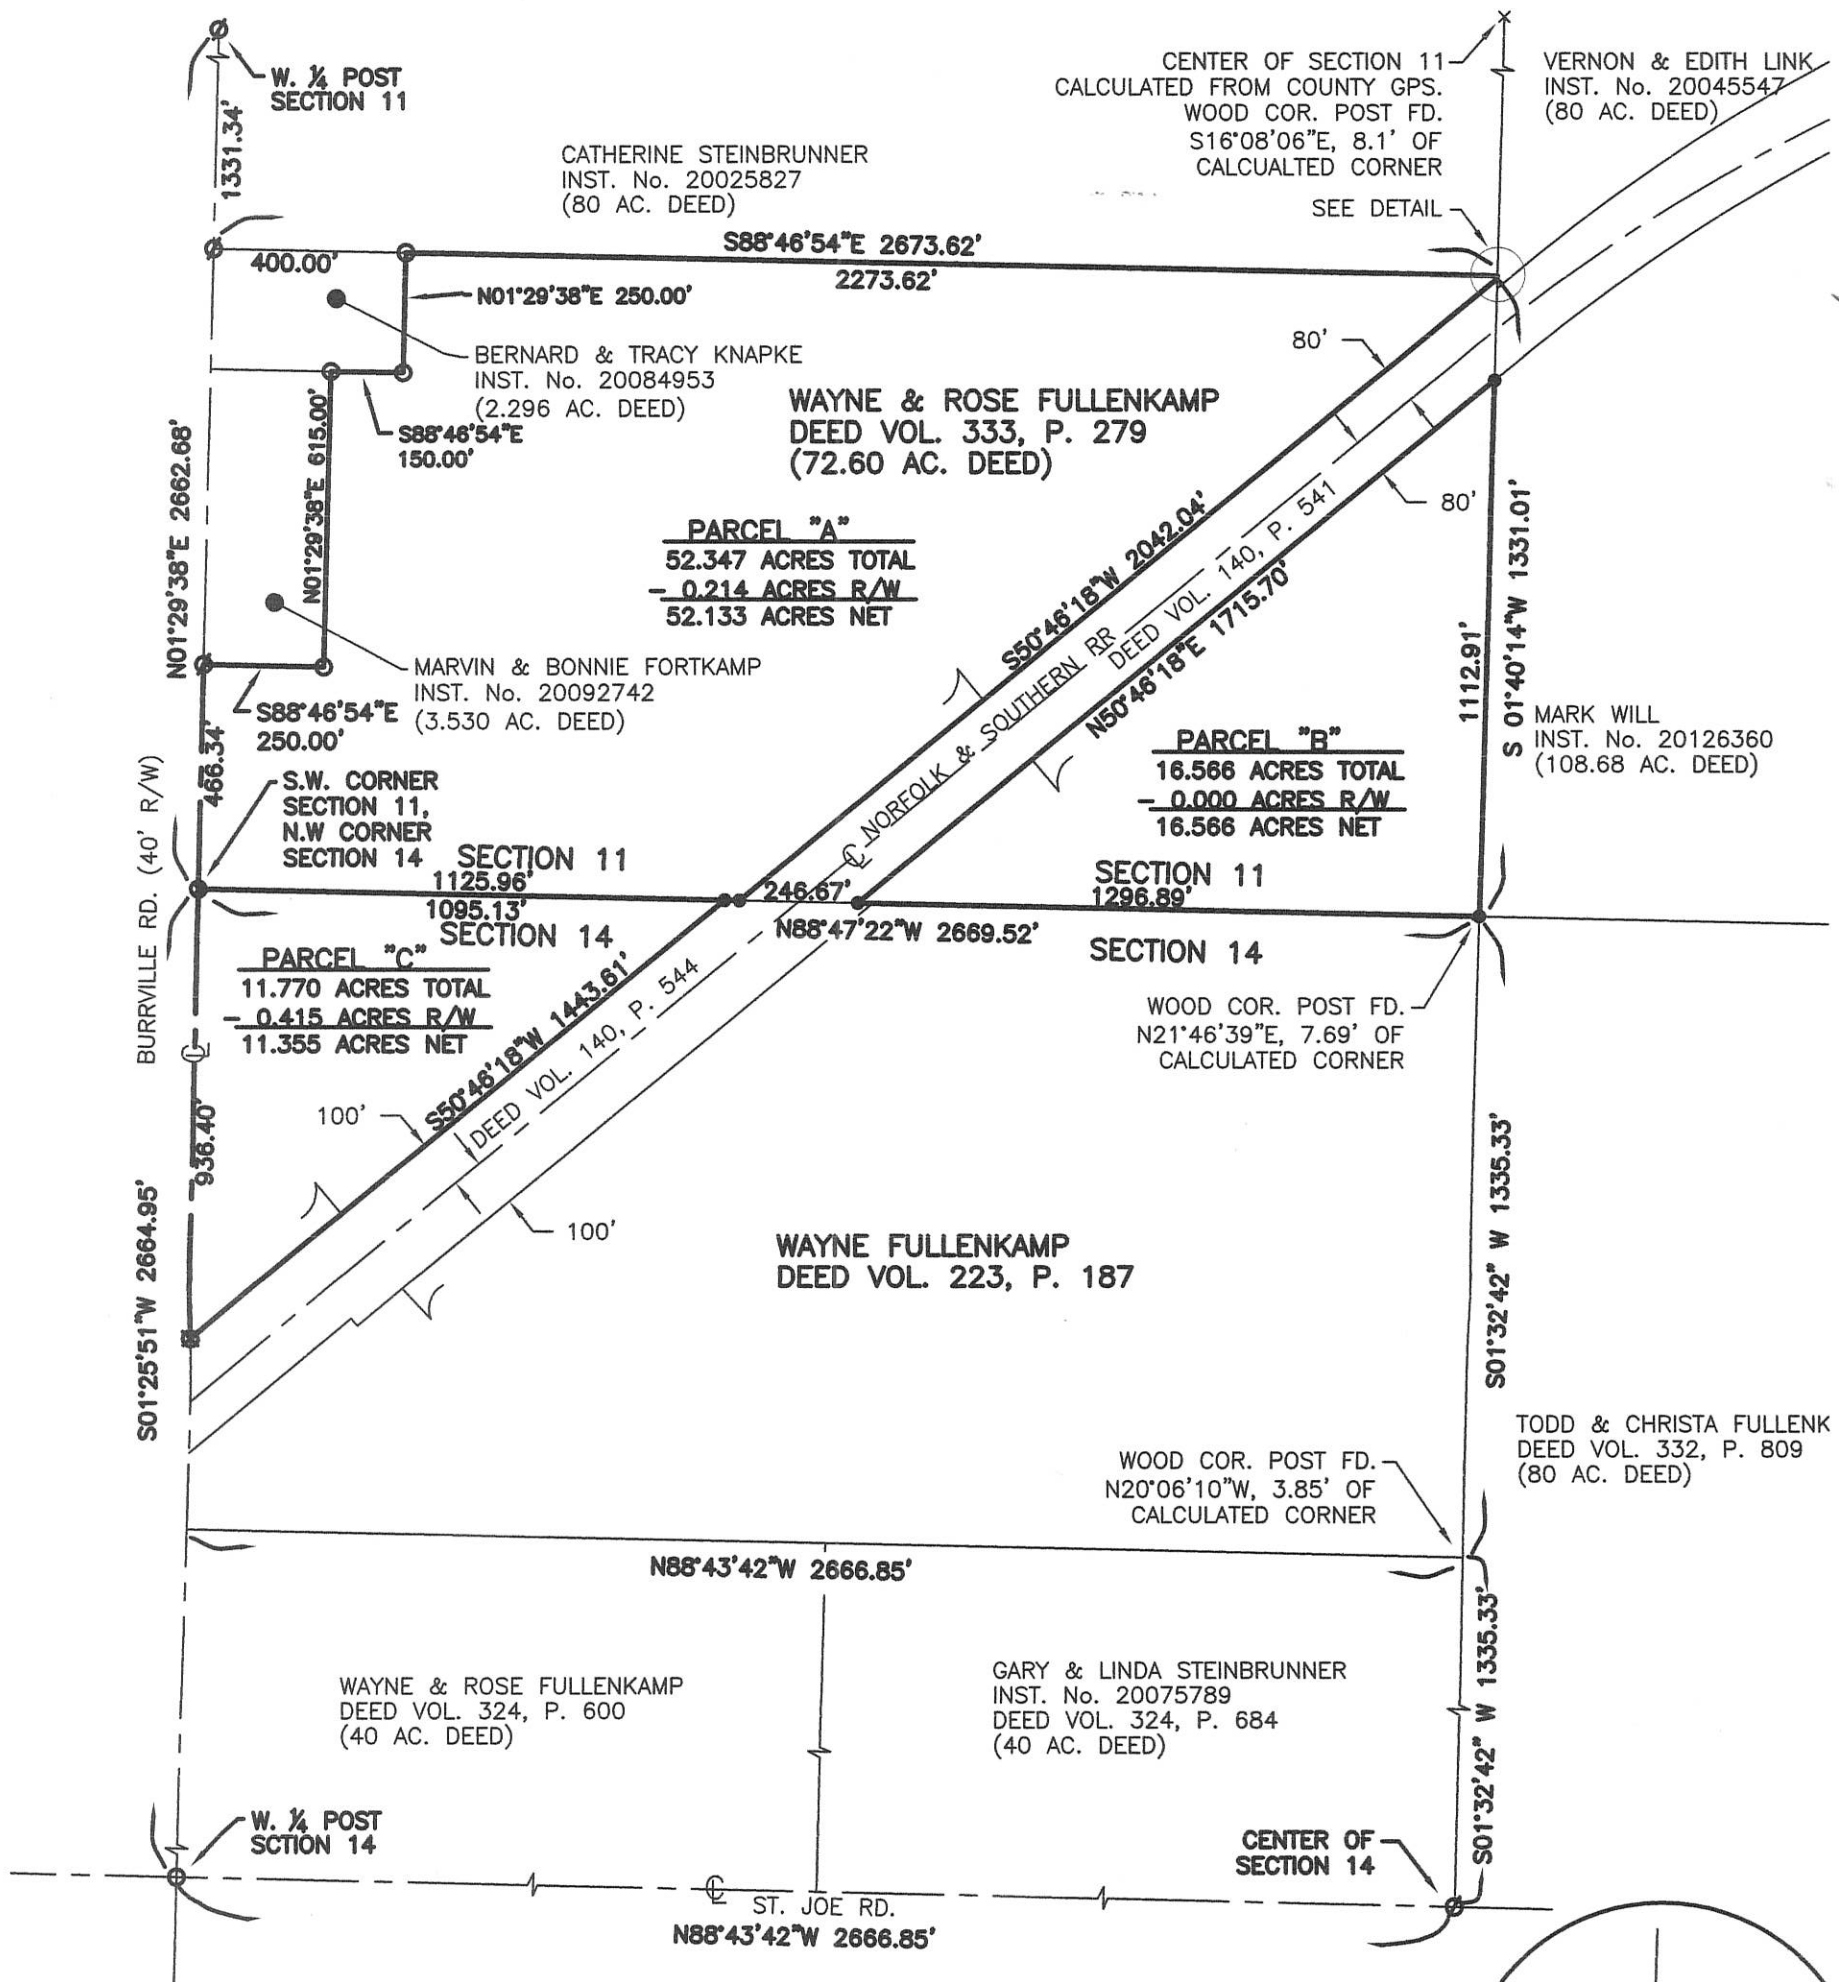 W. ¼ POST
SECTION 11
1331.34'
CENTER OF SECTION 11
CALCULATED FROM COUNTY GPS.
WOOD COR. POST FD.
S16°08'06"E, 8.1' OF
CALCUALTED CORNER
SEE DETAIL
VERNON & EDITH LINK
INST. No. 20045547
(80 AC. DEED)
CATHERINE STEINBRUNNER
INST. No. 20025827
(80 AC. DEED)
S88°46'54"E 2673.62'
2273.62'
400.00'
N01°29'38"E 250.00'
BERNARD & TRACY KNAPKE
INST. No. 20084953
(2.296 AC. DEED)
S88°46'54"E
150.00'
N01°29'38"E 615.00'
N01°29'38"E 2662.68'
WAYNE & ROSE FULLENKAMP
DEED VOL. 333, P. 279
(72.60 AC. DEED)
80'
80'
PARCEL "A"
52.347 ACRES TOTAL
- 0.214 ACRES R/W
52.133 ACRES NET
S50°46'18"W 2042.04'
℄ NORFOLK & SOUTHERN RR
DEED VOL. 140, P. 541
N50°46'18"E 1715.70'
1112.91'
S 01°40'14"W 1331.01'
MARVIN & BONNIE FORTKAMP
INST. No. 20092742
(3.530 AC. DEED)
S88°46'54"E
250.00'
466.34'
MARK WILL
INST. No. 20126360
(108.68 AC. DEED)
PARCEL "B"
16.566 ACRES TOTAL
- 0.000 ACRES R/W
16.566 ACRES NET
BURRVILLE RD. (40' R/W)
S.W. CORNER
SECTION 11,
N.W CORNER
SECTION 14
SECTION 11
1125.96'
1095.13'
SECTION 14
246.67'
N88°47'22"W 2669.52'
SECTION 11
1296.89'
SECTION 14
PARCEL "C"
11.770 ACRES TOTAL
- 0.415 ACRES R/W
11.355 ACRES NET
℄
936.40'
S50°46'18"W 1443.61'
DEED VOL. 140, P. 544
100'
100'
WOOD COR. POST FD.
N21°46'39"E, 7.69' OF
CALCULATED CORNER
S01°32'42" W 1335.33'
S01°25'51"W 2664.95'
WAYNE FULLENKAMP
DEED VOL. 223, P. 187
TODD & CHRISTA FULLENK
DEED VOL. 332, P. 809
(80 AC. DEED)
WOOD COR. POST FD.
N20°06'10"W, 3.85' OF
CALCULATED CORNER
N88°43'42"W 2666.85'
WAYNE & ROSE FULLENKAMP
DEED VOL. 324, P. 600
(40 AC. DEED)
GARY & LINDA STEINBRUNNER
INST. No. 20075789
DEED VOL. 324, P. 684
(40 AC. DEED)
S01°32'42" W 1335.33'
W. ¼ POST
SCTION 14
CENTER OF
SECTION 14
℄
ST. JOE RD.
N88°43'42"W 2666.85'